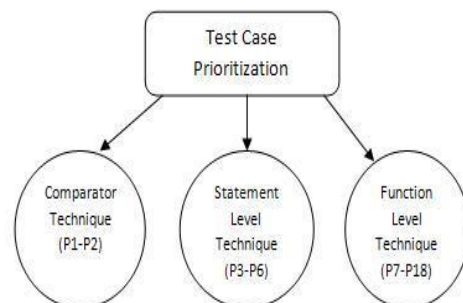 Test Case
Prioritization
Comparator
Technique
(P1-P2)
Statement
Level
Technique
(P3-P6)
Function
Level
Technique
(P7-P18)